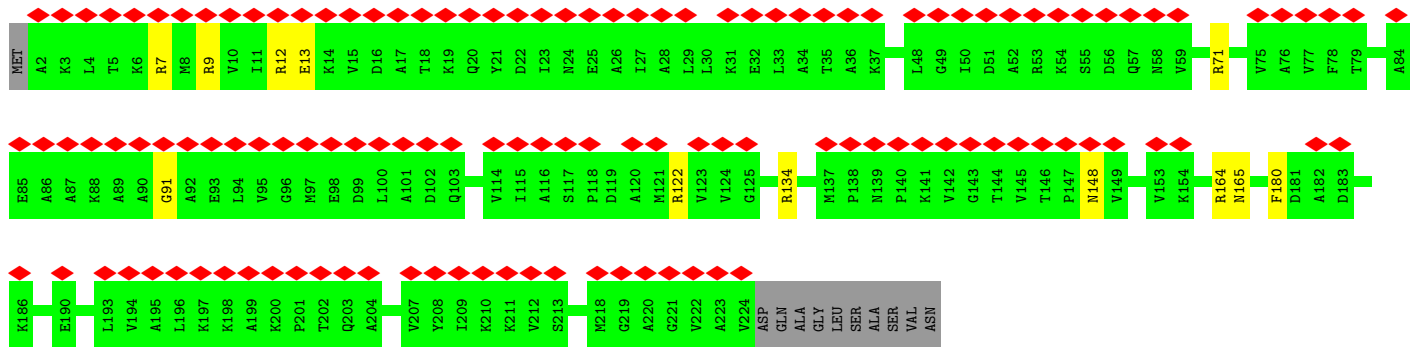 MET A2 K3 L4 T5 K6 R7 M8 R9 V10 I11 R12 E13 K14 V15 D16 A17 T18 K19 Q20 Y21 D22 I23 N24 E25 A26 I27 A28 L29 L30 K31 E32 L33 A34 T35 A36 K37 L48 G49 I50 D51 A52 R53 K54 S55 D56 Q57 N58 V59 R71 V75 A76 V77 F78 T79 A84
E85 A86 A87 K88 A89 A90 G91 A92 E93 L94 V95 G96 M97 E98 D99 L100 A101 D102 Q103 V114 I115 A116 S117 P118 D119 A120 M121 R122 V123 V124 G125 R134 M137 P138 N139 P140 K141 V142 G143 T144 V145 T146 P147 N148 V149 V153 K154 R164 N165 F180 D181 A182 D183
K186 E190 L193 V194 A195 L196 K197 K198 A199 K200 P201 T202 Q203 A204 V207 Y208 I209 K210 K211 V212 S213 M218 G219 A220 G221 V222 A223 V224 ASP GLN ALA GLY LEU SER ALA SER VAL ASN